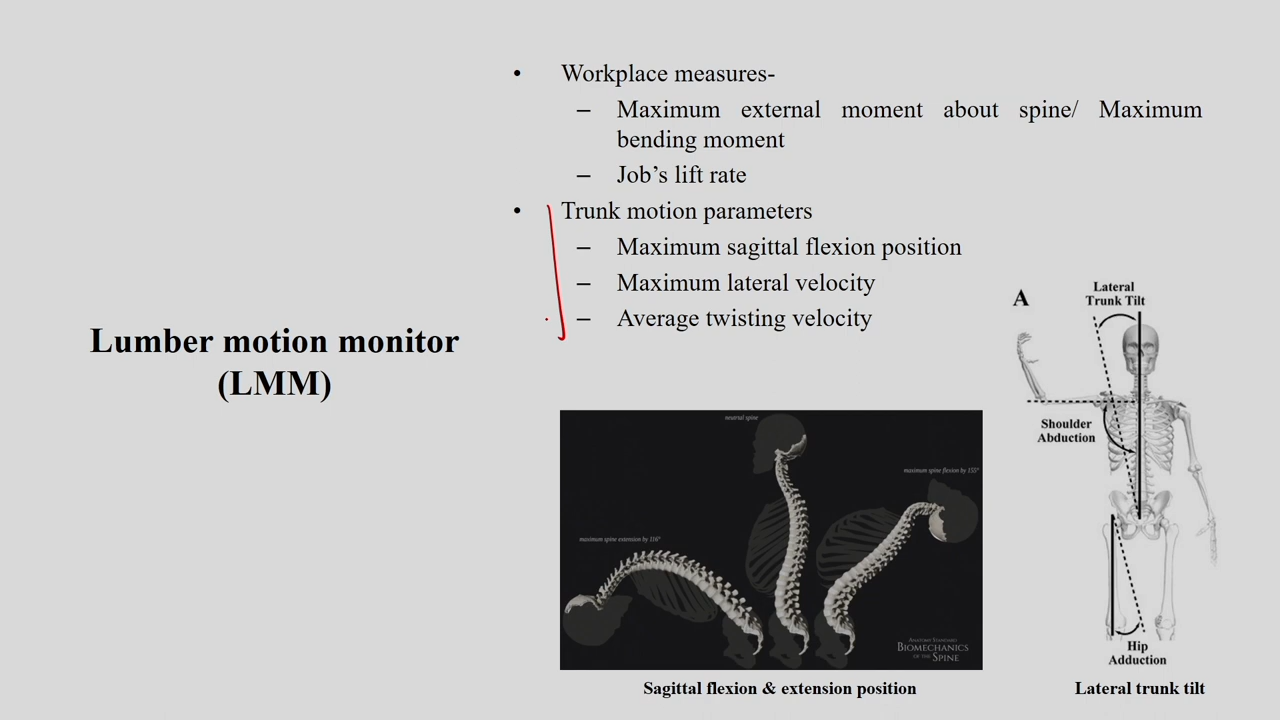 • Workplace measures-
– Maximum external moment about spine/ Maximum
bending moment
– Job’s lift rate
• Trunk motion parameters
– Maximum sagittal flexion position
– Maximum lateral velocity
– Average twisting velocity
Lumber motion monitor
(LMM)
neutral spine
maximum spine flexion by 155°
maximum spine extension by 116°
ANATOMY STANDARD
BIOMECHANICS
OF THE SPINE
Sagittal flexion & extension position
A
Lateral
Trunk Tilt
Shoulder
Abduction
Hip
Adduction
Lateral trunk tilt